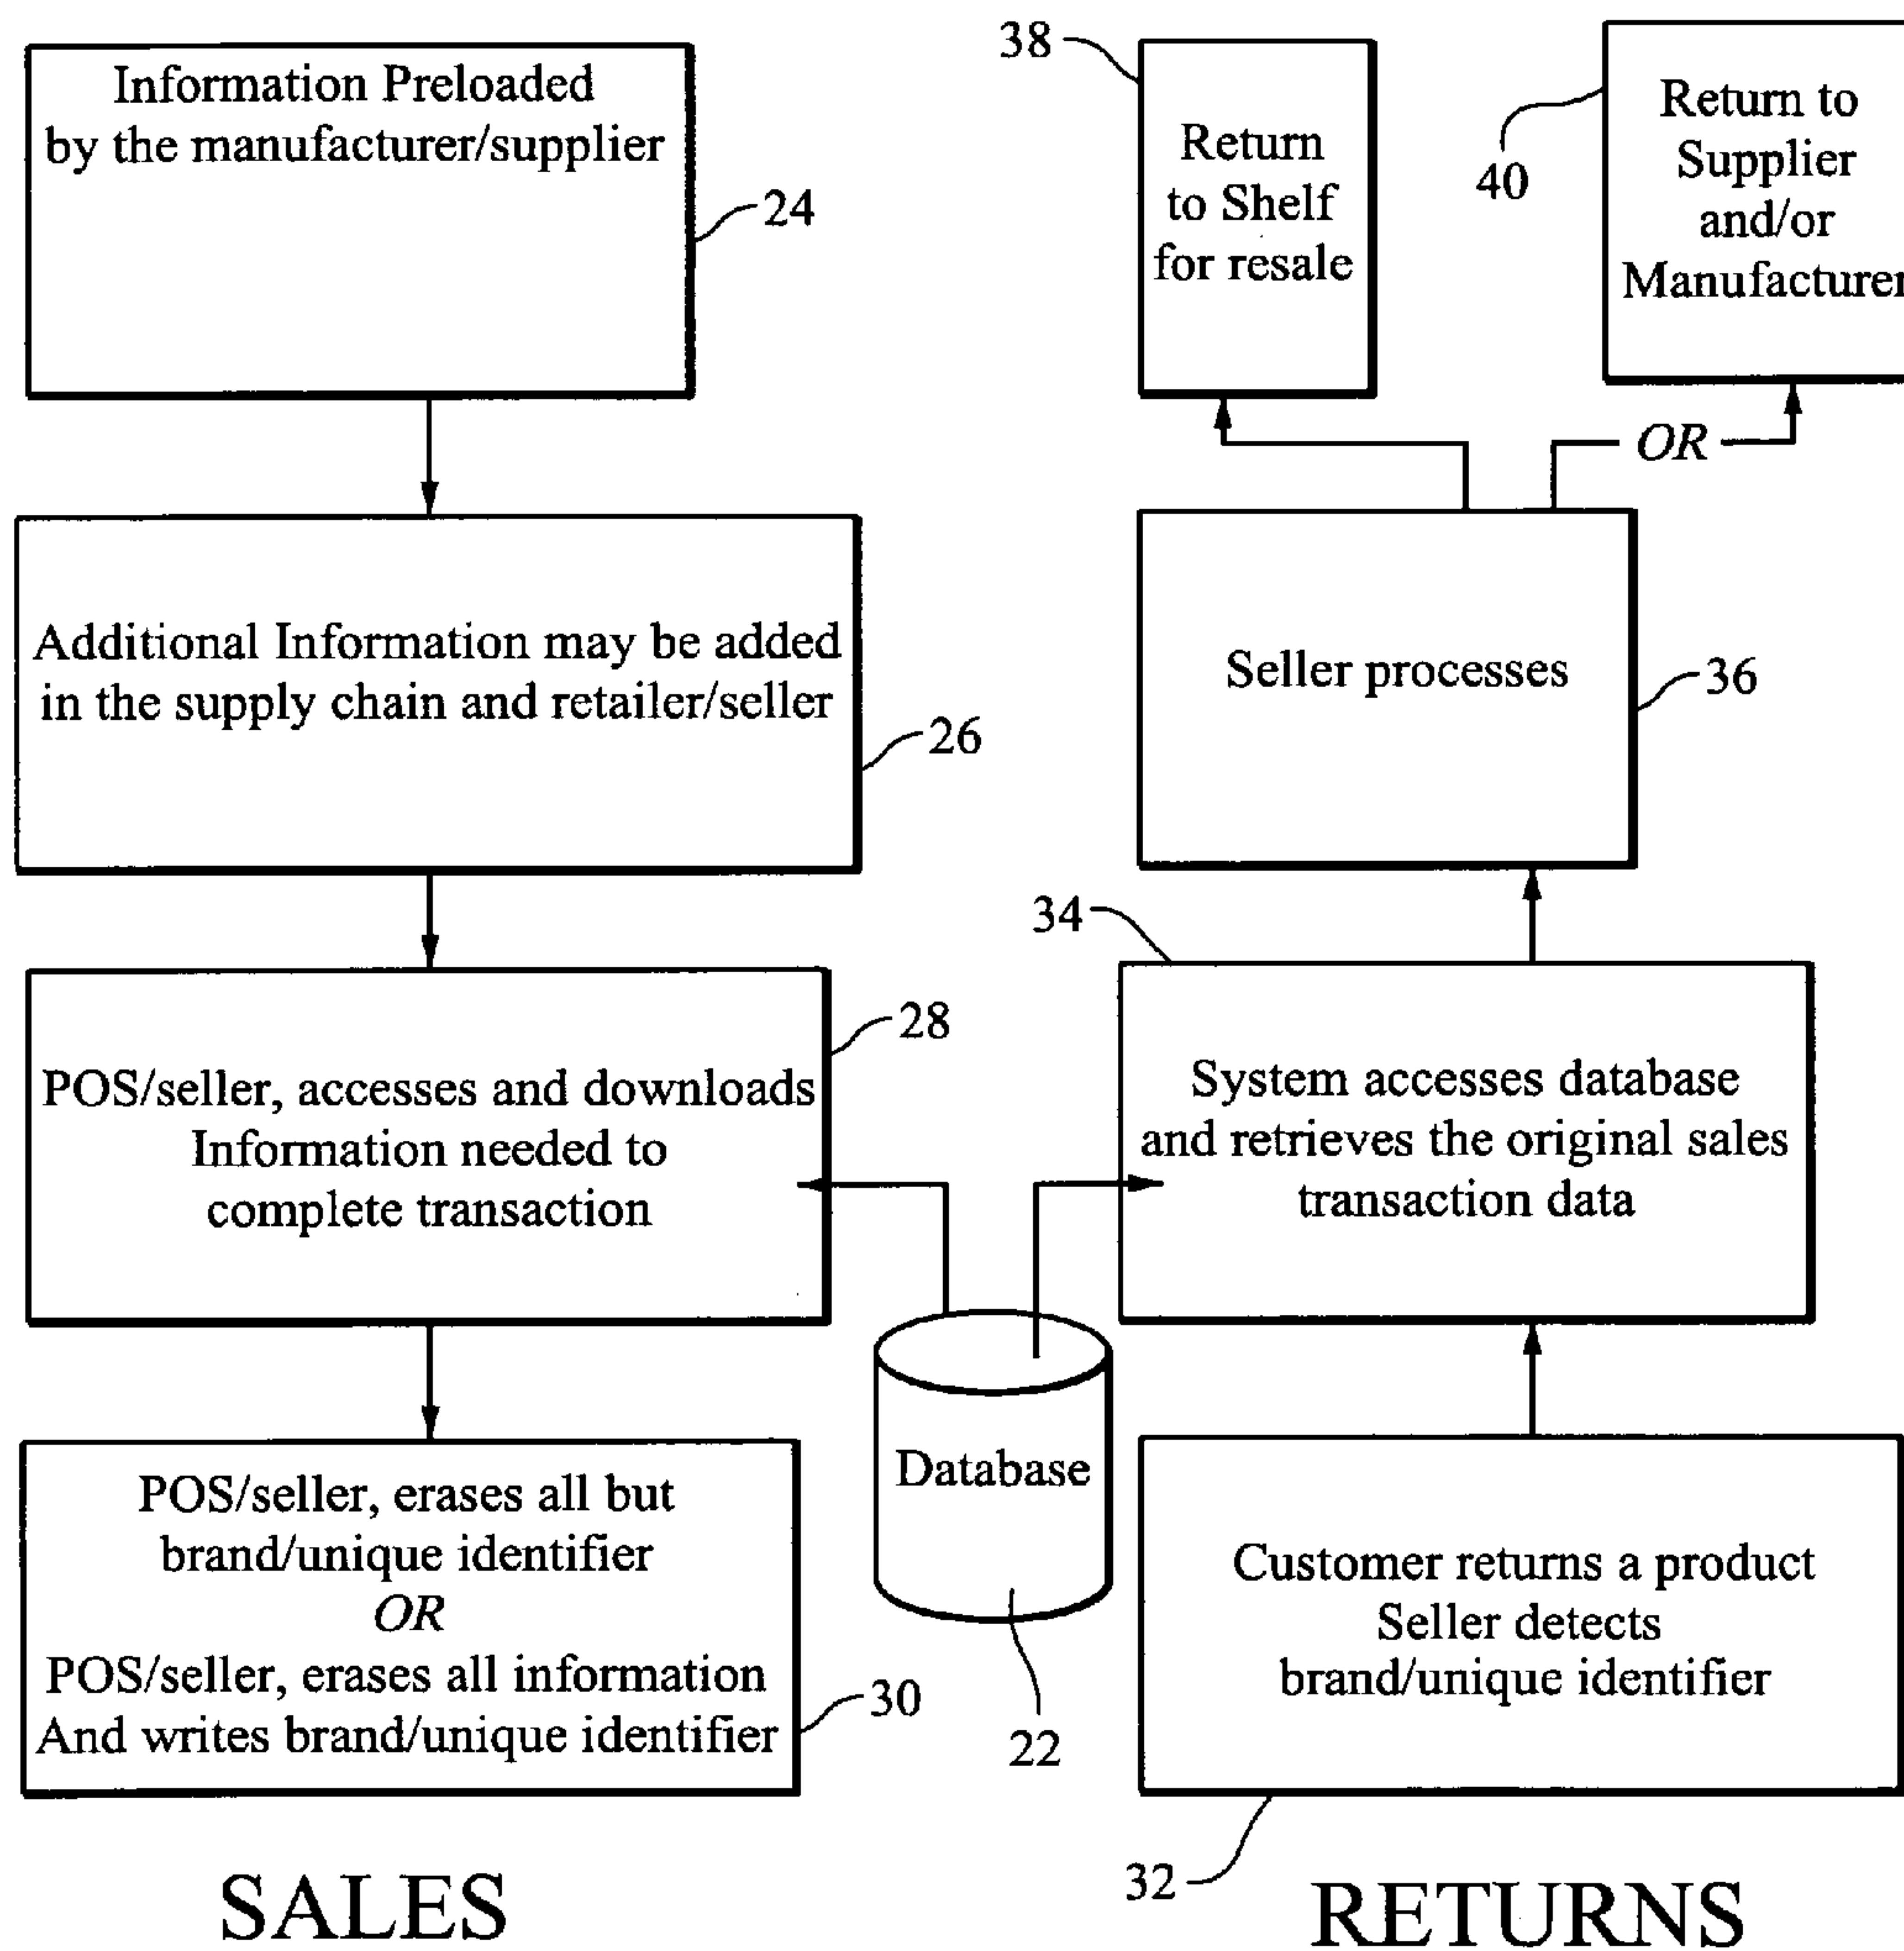 Information Preloaded
by the manufacturer/supplier
24
Additional Information may be added
in the supply chain and retailer/seller
26
POS/seller, accesses and downloads
Information needed to
complete transaction
28
POS/seller, erases all but
brand/unique identifier
OR
POS/seller, erases all information
And writes brand/unique identifier
30
SALES
Database
22
38
Return
to Shelf
for resale
40
Return to
Supplier
and/or
Manufacturer
OR
Seller processes
36
34
System accesses database
and retrieves the original sales
transaction data
Customer returns a product
Seller detects
brand/unique identifier
32
RETURNS